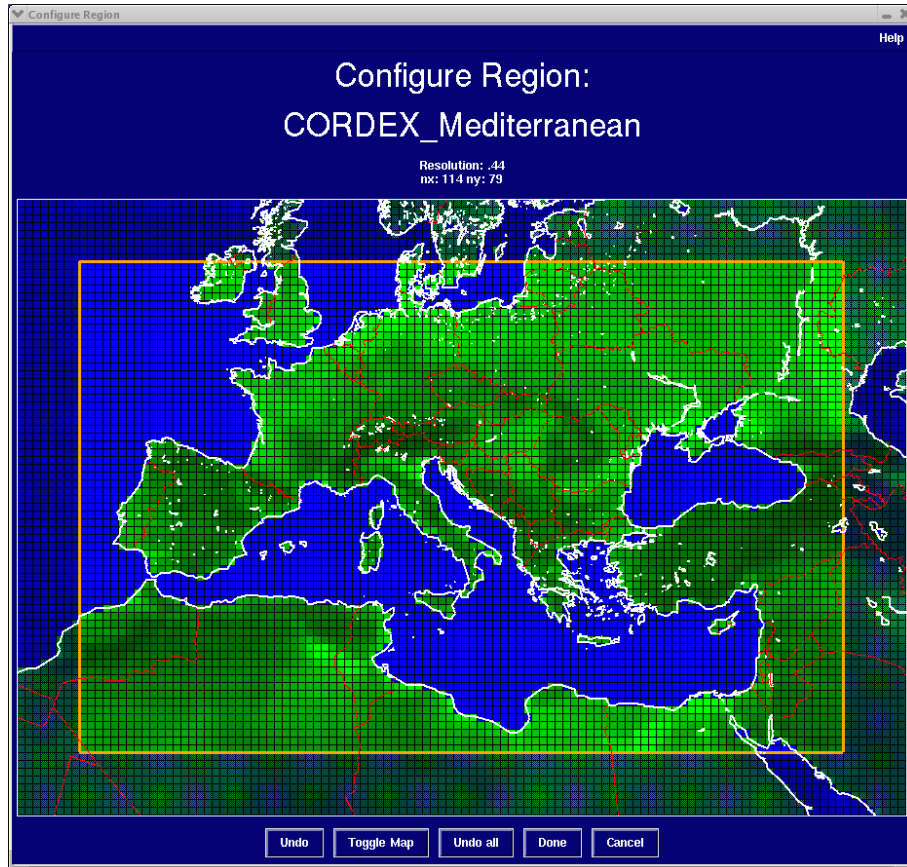 Configure Region
Help
Configure Region:
CORDEX_Mediterranean
Resolution: .44
nx: 114 ny: 79
Undo
Toggle Map
Undo all
Done
Cancel